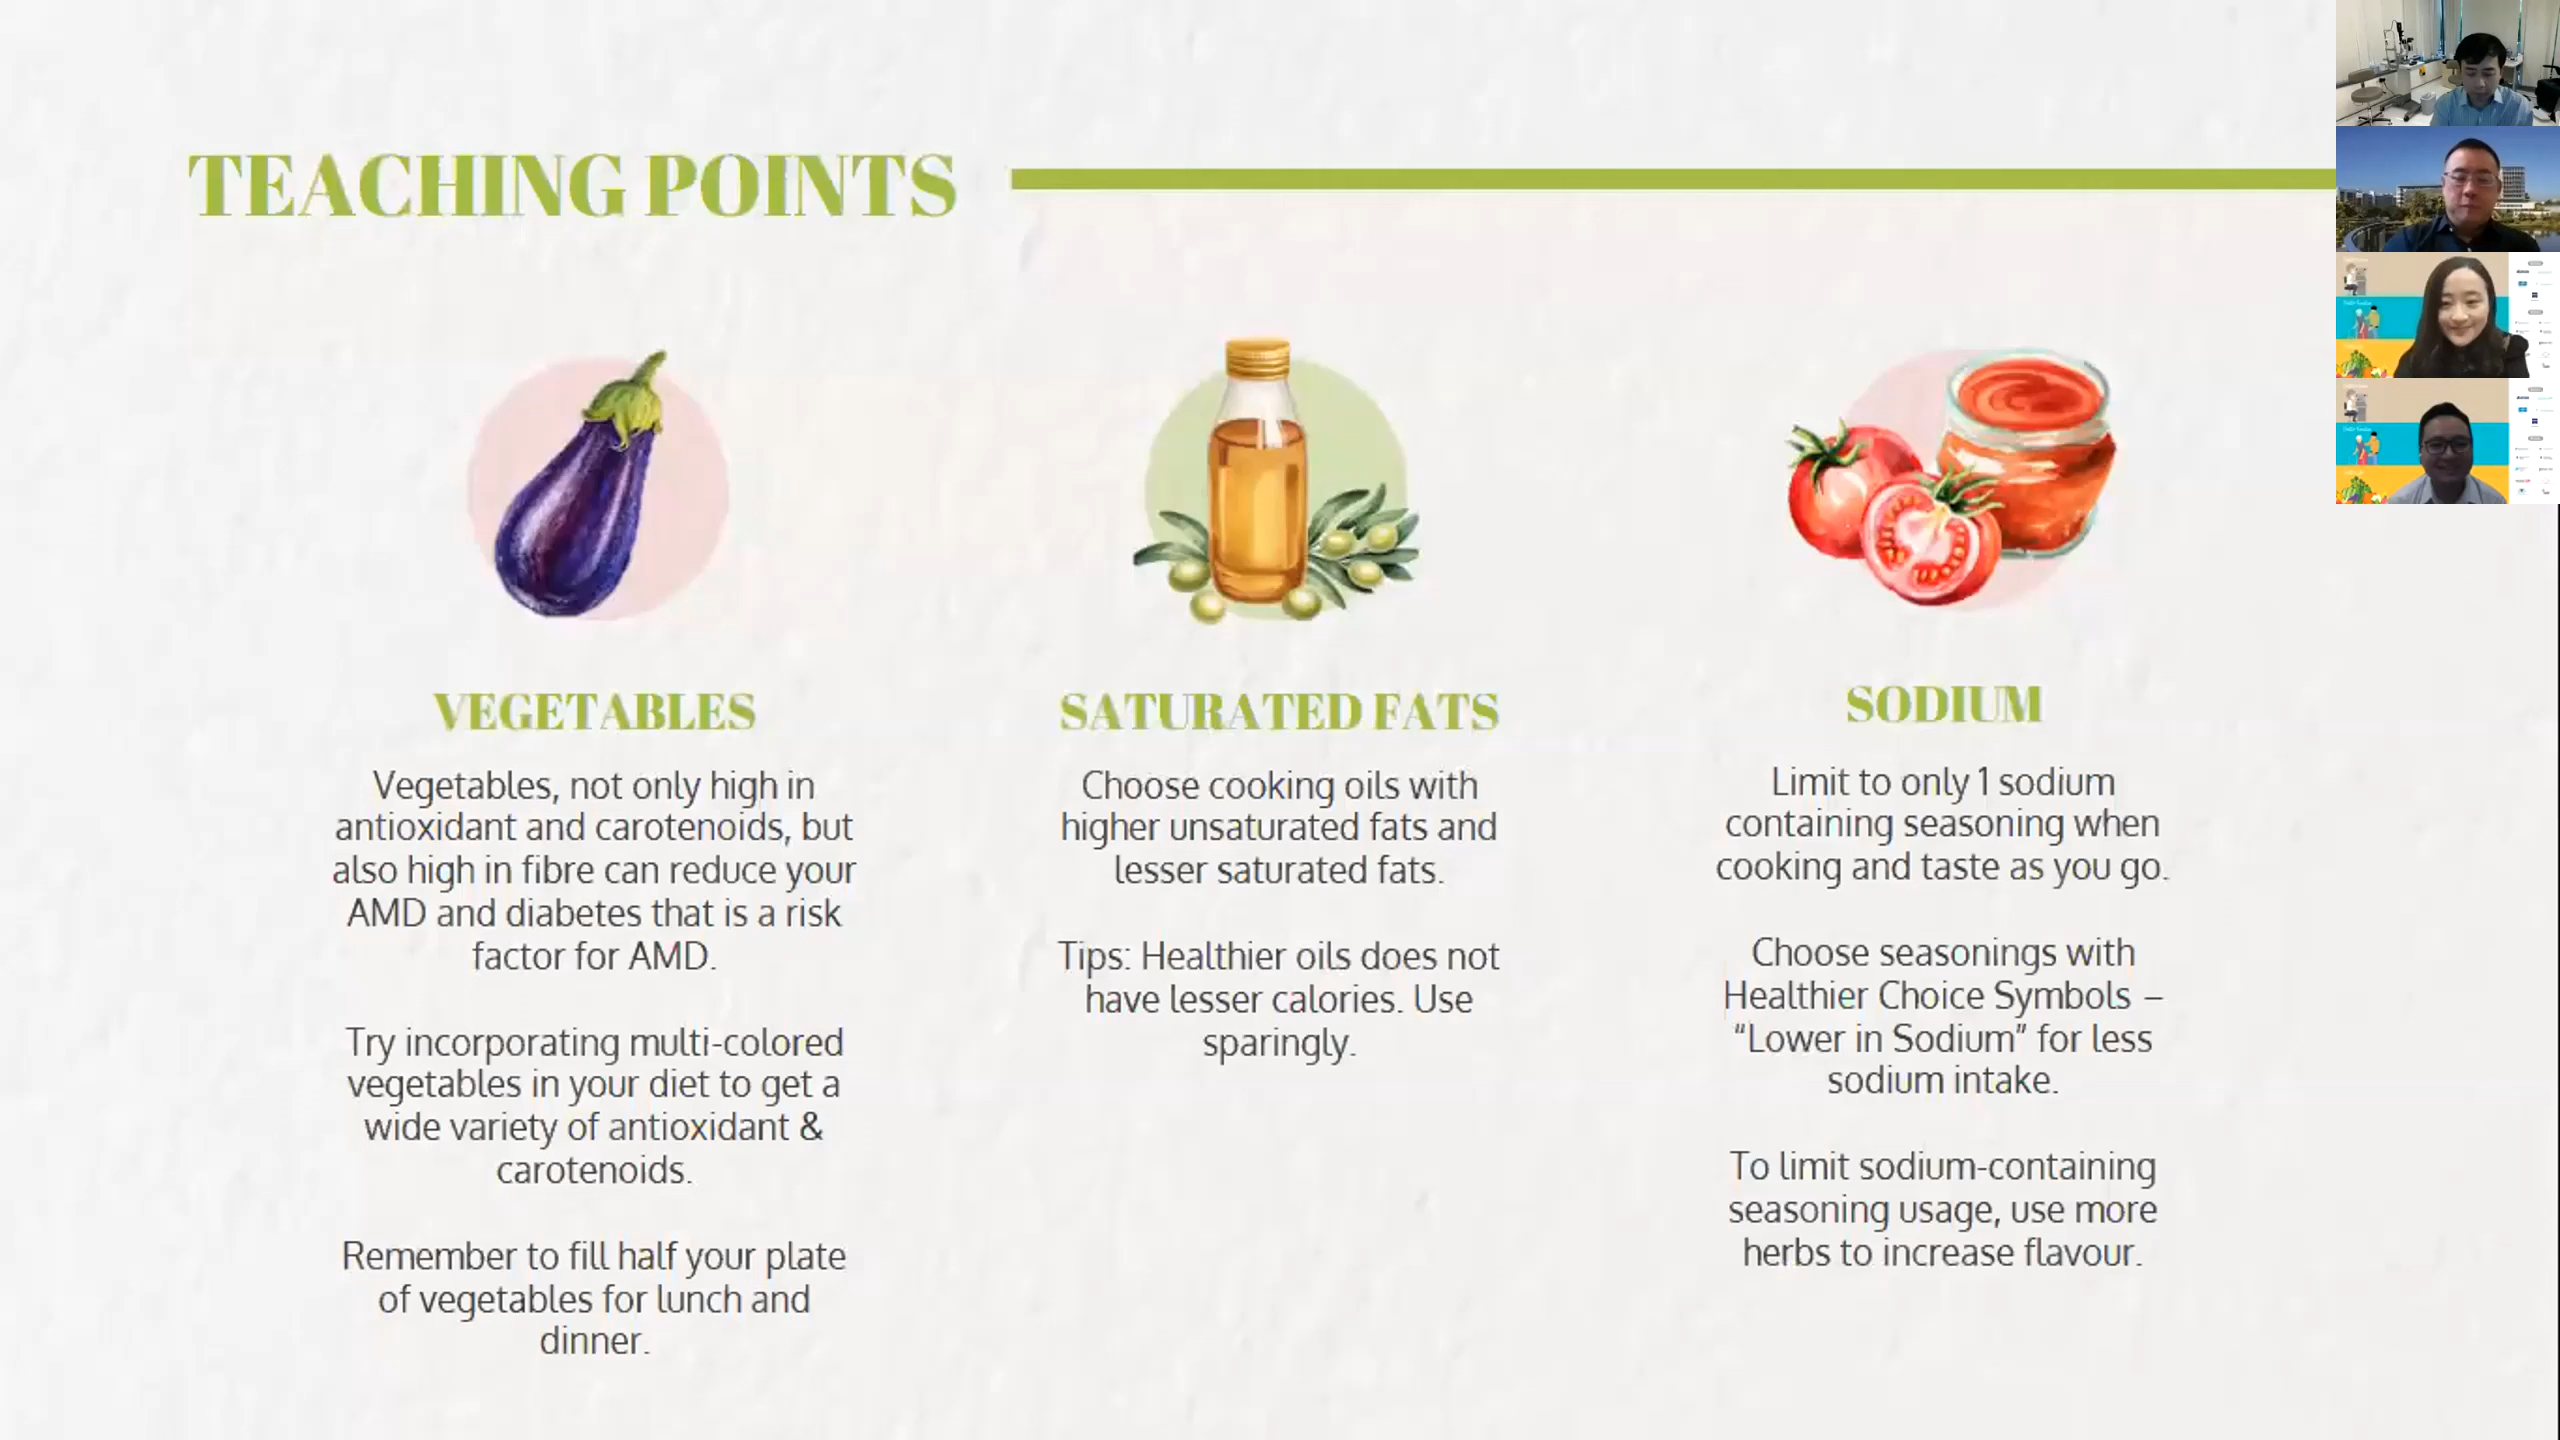 TEACHING POINTS
VEGETABLES
Vegetables, not only high in
antioxidant and carotenoids, but
also high in fibre can reduce your
AMD and diabetes that is a risk
factor for AMD.
Try incorporating multi-colored
vegetables in your diet to get a
wide variety of antioxidant &
carotenoids.
Remember to fill half your plate
of vegetables for lunch and
dinner.
SATURATED FATS
Choose cooking oils with
higher unsaturated fats and
lesser saturated fats.
Tips: Healthier oils does not
have lesser calories. Use
sparingly.
SODIUM
Limit to only 1 sodium
containing seasoning when
cooking and taste as you go.
Choose seasonings with
Healthier Choice Symbols –
“Lower in Sodium” for less
sodium intake.
To limit sodium-containing
seasoning usage, use more
herbs to increase flavour.